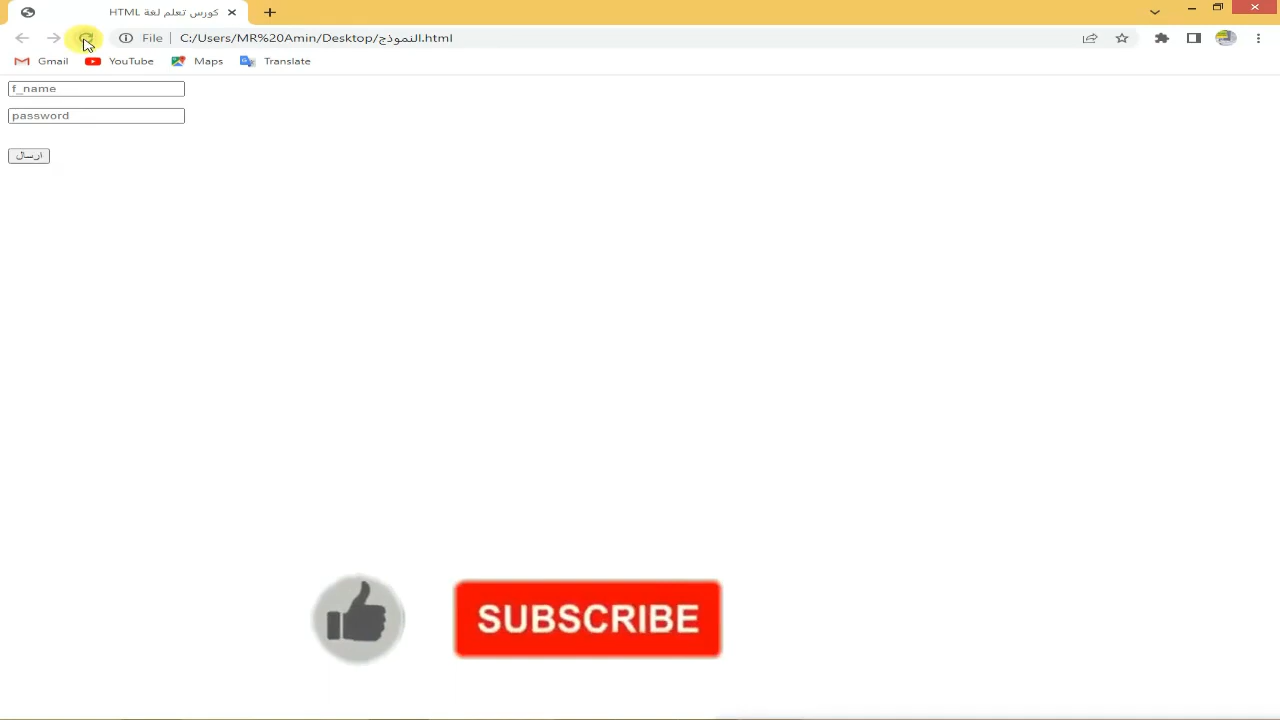 كورس تعلم لغة HTML
File C:/Users/MR%20Amin/Desktop/النموذج.html
Gmail YouTube Maps Translate
f_name
password
ارسال
SUBSCRIBE